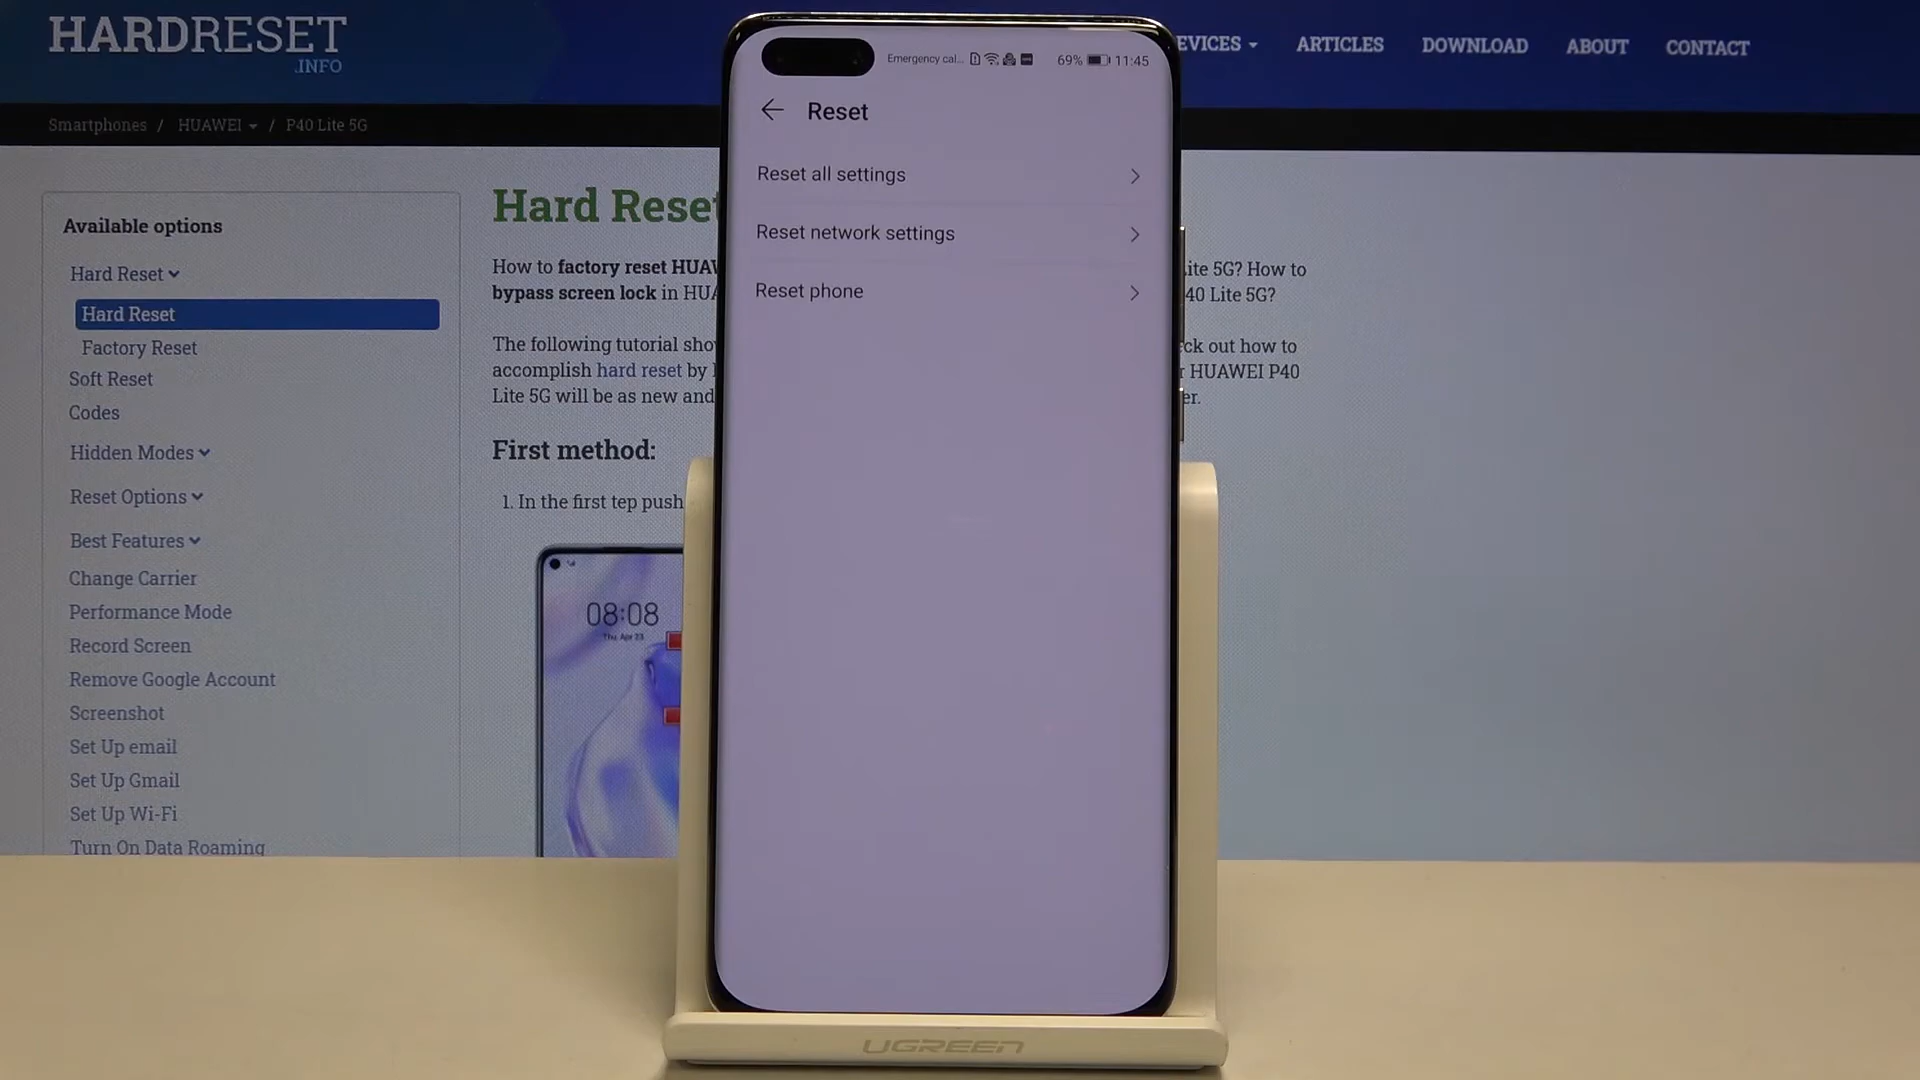 HARDRESET
.INFO
EVICES
ARTICLES
DOWNLOAD
ABOUT
CONTACT
Smartphones / HUAWEI / P40 Lite 5G
Available options
Hard Reset
Hard Reset
Factory Reset
Soft Reset
Codes
Hidden Modes
Reset Options
Best Features
Change Carrier
Performance Mode
Record Screen
Remove Google Account
Screenshot
Set Up email
Set Up Gmail
Set Up Wi-Fi
Turn On Data Roaming
Hard Reset
How to factory reset HUAW
ite 5G? How to
bypass screen lock in HUA
40 Lite 5G?
The following tutorial sho
ck out how to
accomplish hard reset by
r HUAWEI P40
Lite 5G will be as new and
er.
First method:
1. In the first tep push
08:08
Thu, Apr 23
Emergency cal... 69% 11:45
Reset
Reset all settings
Reset network settings
Reset phone
UGREEN